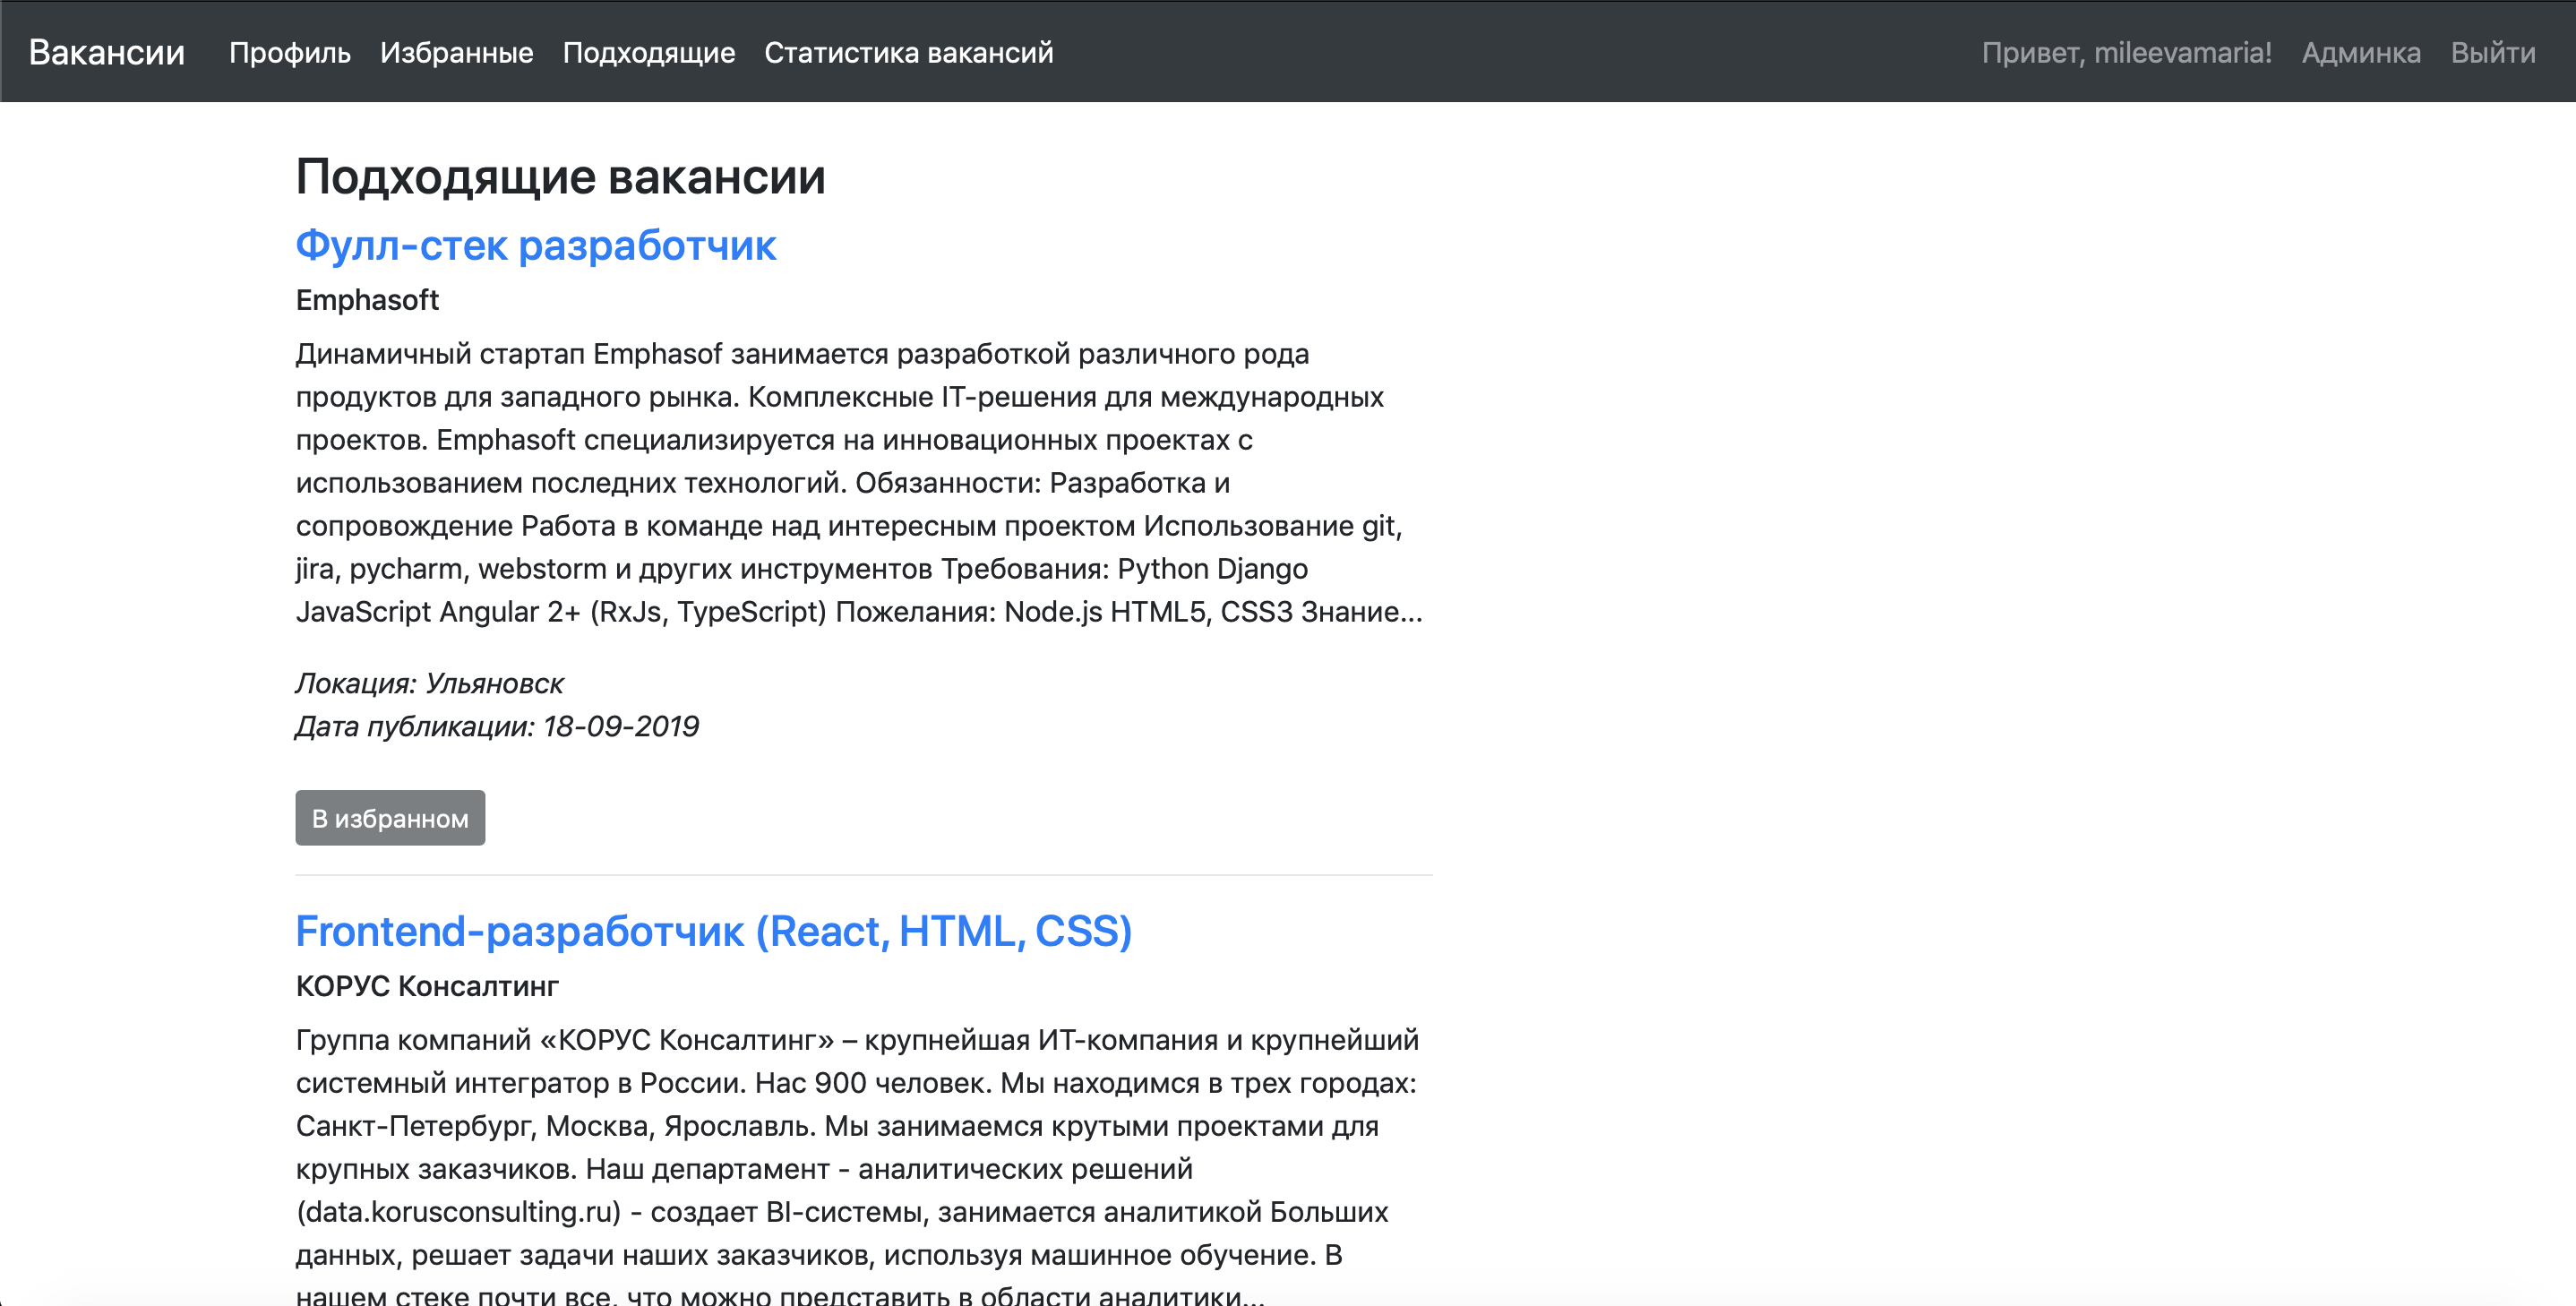 Вакансии Профиль Избранные Подходящие Статистика вакансий Привет, mileevamaria! Админка Выйти
Подходящие вакансии
Фулл-стек разработчик
Emphasoft
Динамичный стартап Emphasof занимается разработкой различного рода
продуктов для западного рынка. Комплексные IT-решения для международных
проектов. Emphasoft специализируется на инновационных проектах с
использованием последних технологий. Обязанности: Разработка и
сопровождение Работа в команде над интересным проектом Использование git,
jira, pycharm, webstorm и других инструментов Требования: Python Django
JavaScript Angular 2+ (RxJs, TypeScript) Пожелания: Node.js HTML5, CSS3 Знание...
Локация: Ульяновск
Дата публикации: 18-09-2019
В избранном
Frontend-разработчик (React, HTML, CSS)
КОРУС Консалтинг
Группа компаний «КОРУС Консалтинг» – крупнейшая ИТ-компания и крупнейший
системный интегратор в России. Нас 900 человек. Мы находимся в трех городах:
Санкт-Петербург, Москва, Ярославль. Мы занимаемся крутыми проектами для
крупных заказчиков. Наш департамент - аналитических решений
(data.korusconsulting.ru) - создает BI-системы, занимается аналитикой Больших
данных, решает задачи наших заказчиков, используя машинное обучение. В
нашем стеке почти все, что можно представить в области аналитики...